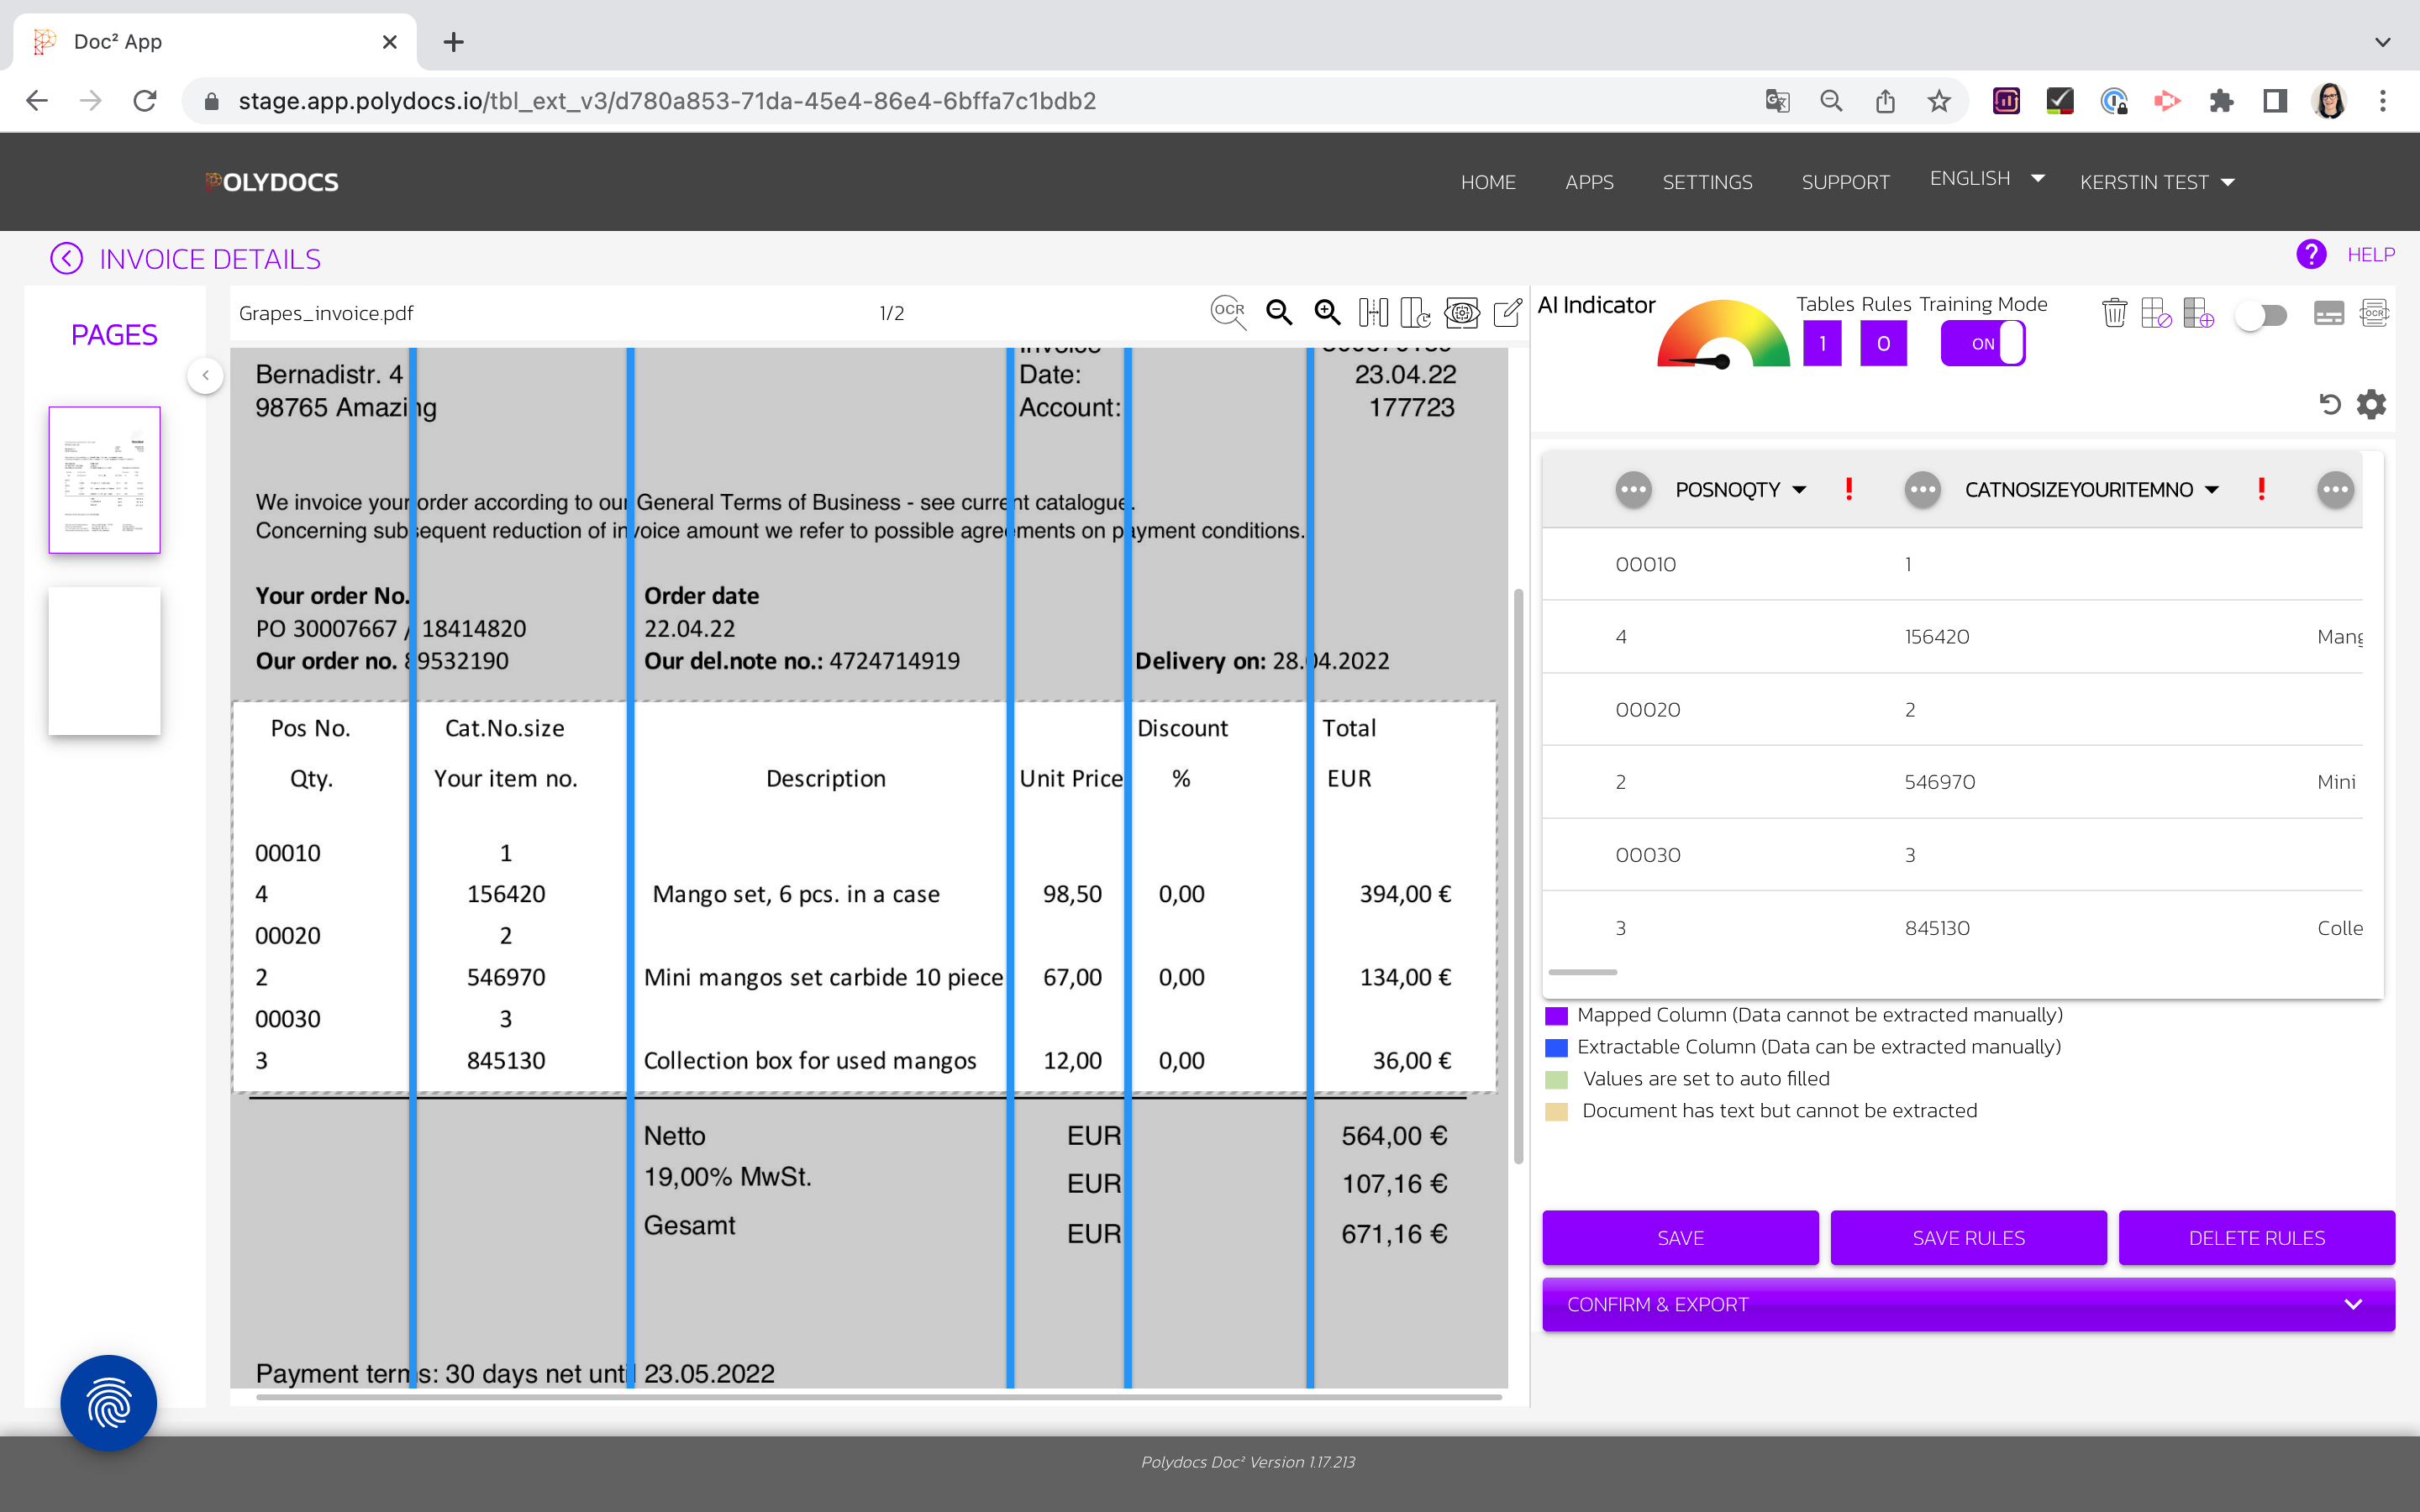 Doc² App
stage.app.polydocs.io/tbl_ext_v3/d780a853-71da-45e4-86e4-6bffa7c1bdb2
POLYDOCS
HOME APPS SETTINGS SUPPORT ENGLISH KERSTIN TEST
INVOICE DETAILS
? HELP
PAGES
Grapes_invoice.pdf 1/2
OCR
AI Indicator Tables Rules Training Mode
1 0 ON
OCR
Invoice
Bernadistr. 4 Date: 23.04.22
98765 Amazing Account: 177723
We invoice your order according to our General Terms of Business - see current catalogue.
Concerning subsequent reduction of invoice amount we refer to possible agreements on payment conditions.
Your order No. Order date
PO 30007667 / 18414820 22.04.22
Our order no. 89532190 Our del.note no.: 4724714919 Delivery on: 28.04.2022
Pos No. Cat.No.size Discount Total
Qty. Your item no. Description Unit Price % EUR
00010 1
4 156420 Mango set, 6 pcs. in a case 98,50 0,00 394,00 €
00020 2
2 546970 Mini mangos set carbide 10 piece 67,00 0,00 134,00 €
00030 3
3 845130 Collection box for used mangos 12,00 0,00 36,00 €
Netto EUR 564,00 €
19,00% MwSt. EUR 107,16 €
Gesamt EUR 671,16 €
Payment terms: 30 days net until 23.05.2022
POSNOQTY ! CATNOSIZEYOURITEMNO !
00010 1
4 156420 Mang
00020 2
2 546970 Mini
00030 3
3 845130 Colle
Mapped Column (Data cannot be extracted manually)
Extractable Column (Data can be extracted manually)
Values are set to auto filled
Document has text but cannot be extracted
SAVE SAVE RULES DELETE RULES
CONFIRM & EXPORT
Polydocs Doc² Version 1.17.213